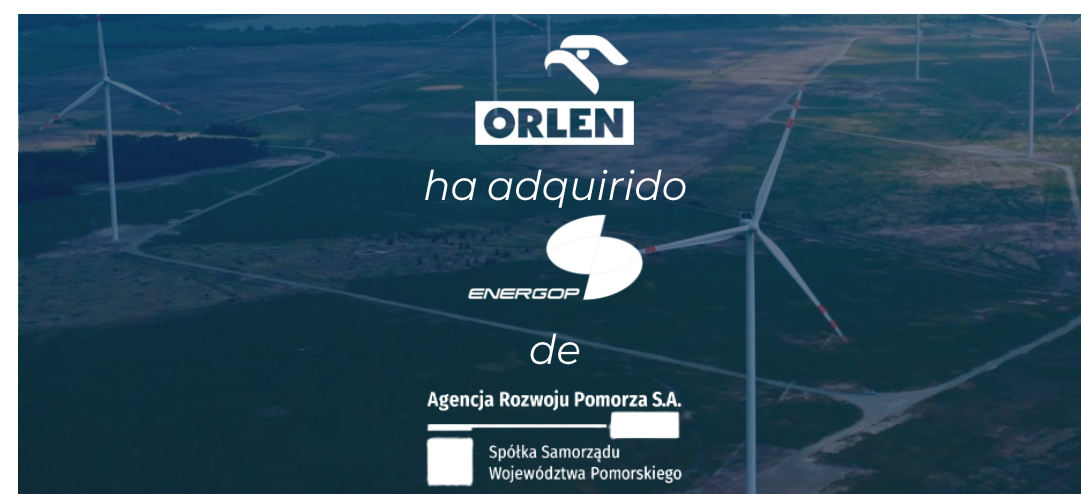 ORLEN
ha adquirido
ENERGOP
de
Agencja Rozwoju Pomorza S.A.
Spółka Samorządu
Województwa Pomorskiego